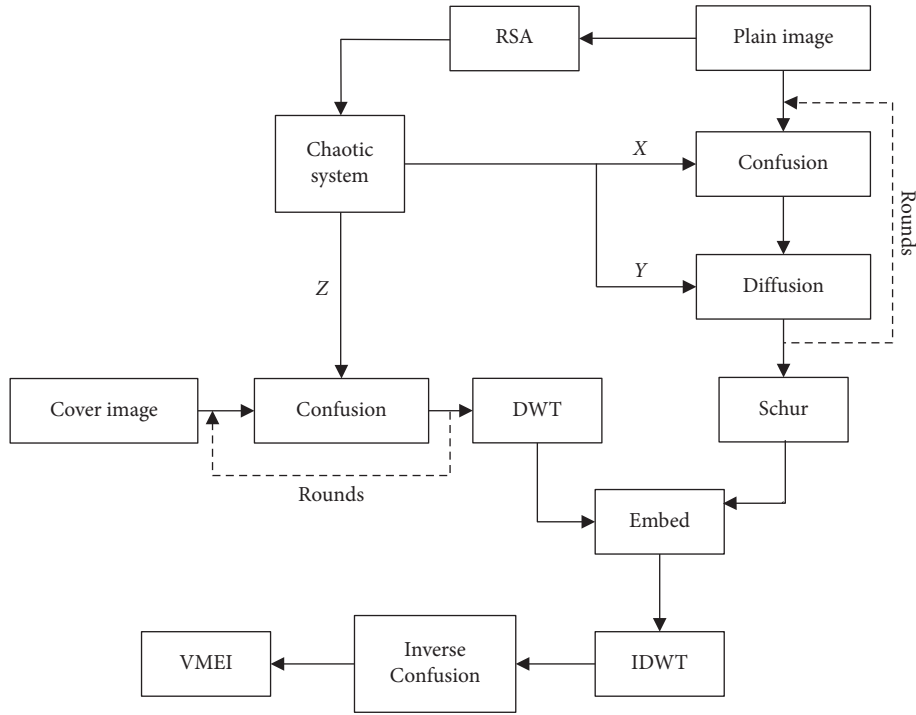 RSA
Plain image
Chaotic
system
X
Confusion
Rounds
Y
Diffusion
Z
Cover image
Confusion
DWT
Schur
Rounds
Embed
VMEI
Inverse
Confusion
IDWT